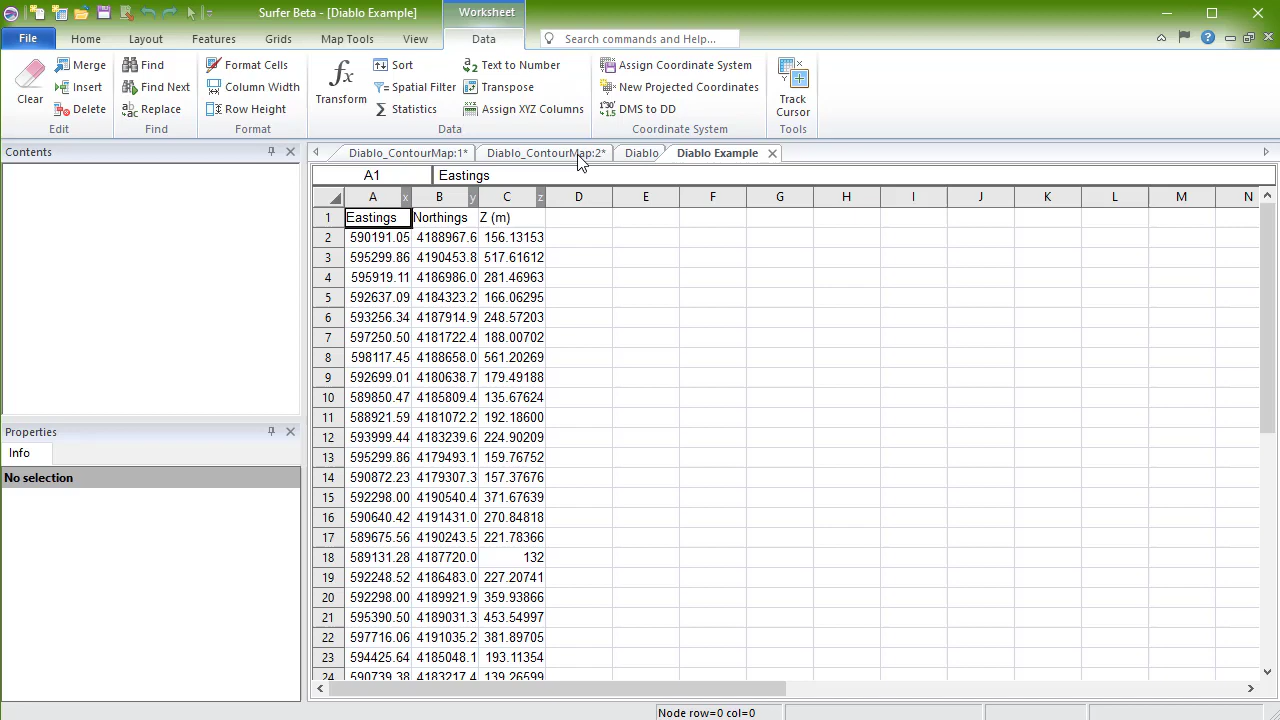 Surfer Beta - [Diablo Example]
Worksheet
File Home Layout Features Grids Map Tools View Data Search commands and help...
Clear
Merge
Insert
Delete
Edit
Find
Find Next
Replace
Find
Format Cells
Column Width
Row Height
Format
Transform
Sort
Spatial Filter
Statistics
Text to Number
Transpose
Assign XYZ Columns
Data
Assign Coordinate System
New Projected Coordinates
DMS to DD
Coordinate System
Track Cursor
Tools
Contents
Diablo_ContourMap:1* Diablo_ContourMap:2* Diablo Diablo Example
A1 Eastings
A x B y C z D E F G H I J K L M N
1 Eastings Northings Z (m)
2 590191.05 4188967.6 156.13153
3 595299.86 4190453.8 517.61612
4 595919.11 4186986.0 281.46963
5 592637.09 4184323.2 166.06295
6 593256.34 4187914.9 248.57203
7 597250.50 4181722.4 188.00702
8 598117.45 4188658.0 561.20269
9 592699.01 4180638.7 179.49188
10 589850.47 4185809.4 135.67624
11 588921.59 4181072.2 192.18600
12 593999.44 4183239.6 224.90209
13 595299.86 4179493.1 159.76752
14 590872.23 4179307.3 157.37676
15 592298.00 4190540.4 371.67639
16 590640.42 4191431.0 270.84818
17 589675.56 4190243.5 221.78366
18 589131.28 4187720.0 132
19 592248.52 4186483.0 227.20741
20 592298.00 4189921.9 359.93866
21 595390.50 4189031.3 453.54997
22 597716.06 4191035.2 381.89705
23 594425.64 4185048.1 193.11354
24 590739.38 4183217.4 139.26599
Properties
Info
No selection
Node row=0 col=0